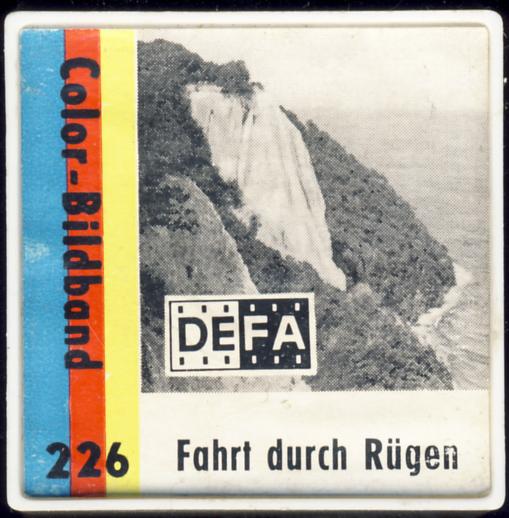 Color-Bildband
DEFA
226
Fahrt durch Rügen